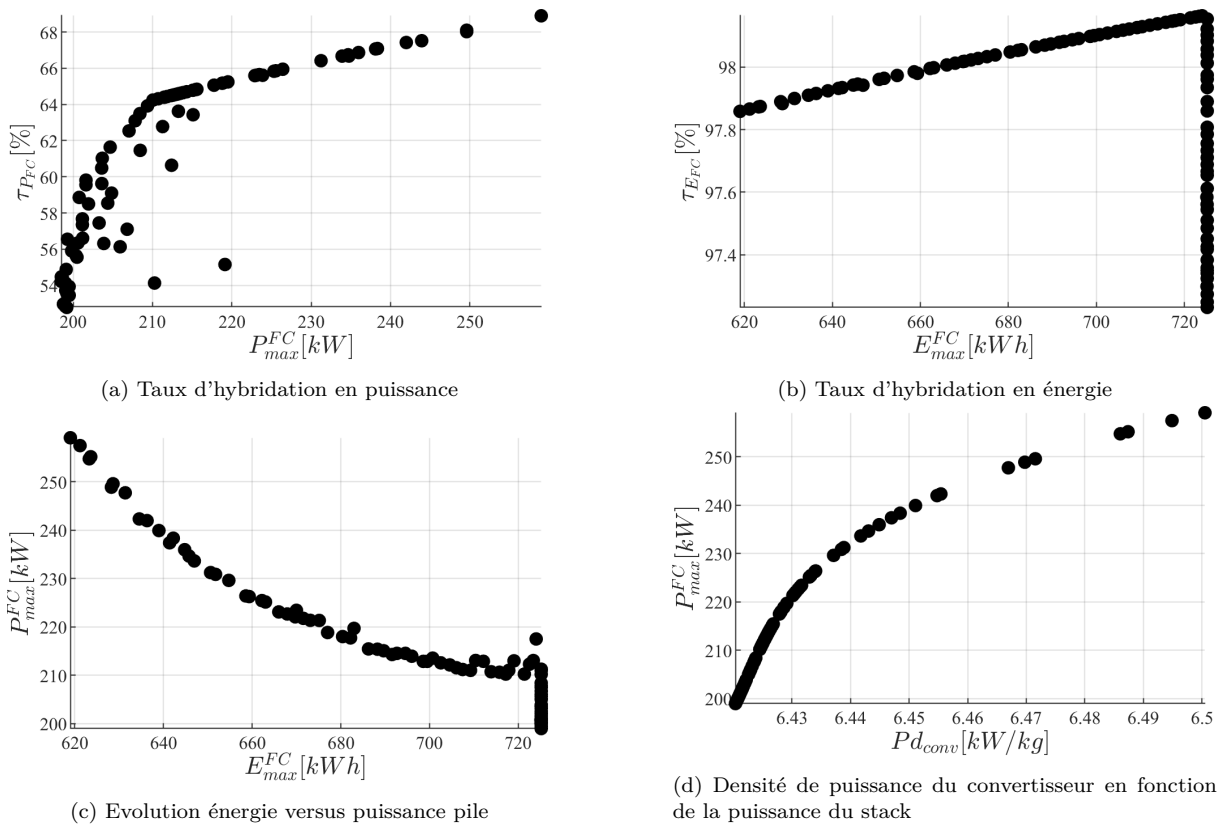 68
66
64
62
60
58
56
54
τ_{P_{FC}}[%]
200 210 220 230 240 250
P_{max}^{FC}[kW]
(a) Taux d'hybridation en puissance
98
97.8
97.6
97.4
τ_{E_{FC}}[%]
620 640 660 680 700 720
E_{max}^{FC}[kWh]
(b) Taux d'hybridation en énergie
250
240
230
220
210
200
P_{max}^{FC}[kW]
620 640 660 680 700 720
E_{max}^{FC}[kWh]
(c) Evolution énergie versus puissance pile
250
240
230
220
210
200
P_{max}^{FC}[kW]
6.43 6.44 6.45 6.46 6.47 6.48 6.49 6.5
Pd_{conv}[kW/kg]
(d) Densité de puissance du convertisseur en fonction
de la puissance du stack